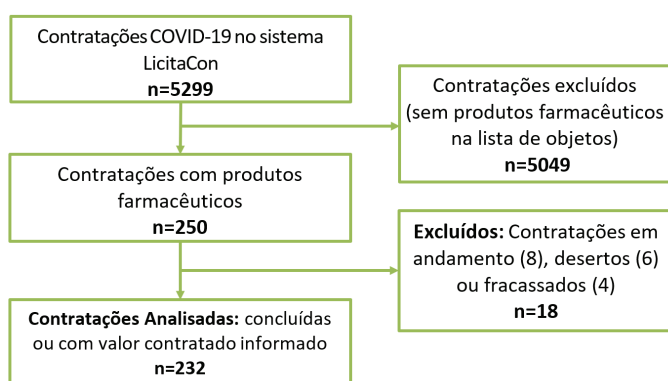 Contratações COVID-19 no sistema
LicitaCon
n=5299
Contratações excluídos
(sem produtos farmacêuticos
na lista de objetos)
n=5049
Contratações com produtos
farmacêuticos
n=250
Excluídos: Contratações em
andamento (8), desertos (6)
ou fracassados (4)
n=18
Contratações Analisadas: concluídas
ou com valor contratado informado
n=232